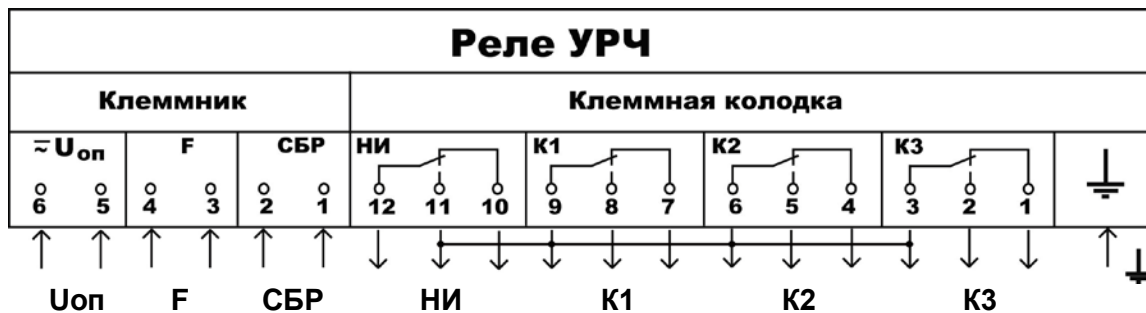 Реле УРЧ
Клеммник Клеммная колодка
≂Uоп F СБР НИ К1 К2 К3
6 5 4 3 2 1 12 11 10 9 8 7 6 5 4 3 2 1
Uоп F СБР НИ К1 К2 К3